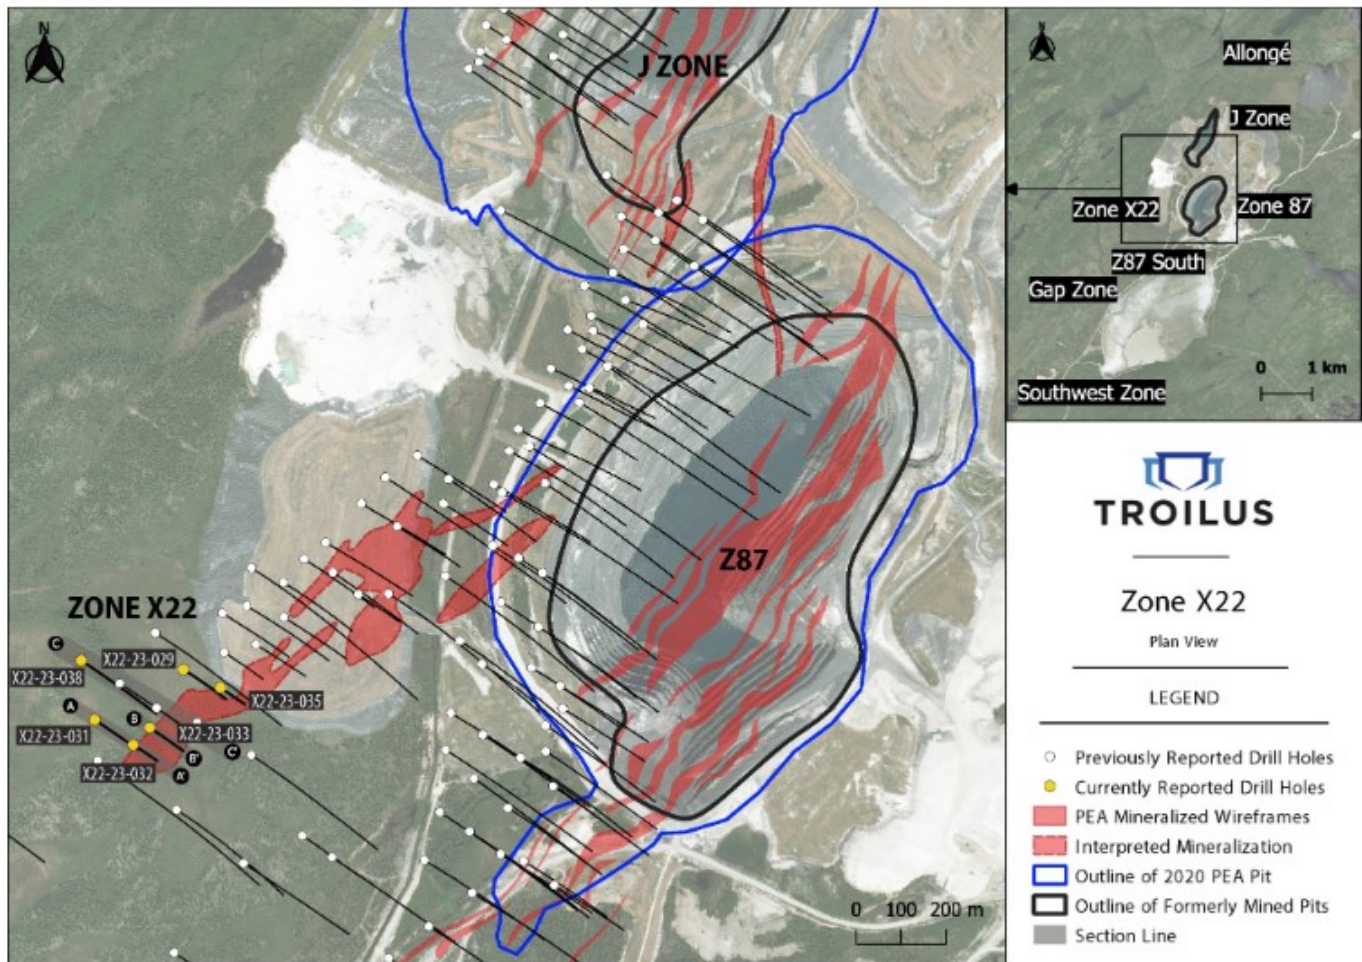 N
J ZONE
Z87
ZONE X22
C
X22-23-029
X22-23-038
X22-23-035
A
B
X22-23-031
X22-23-033
C'
B'
X22-23-032
A'
0 100 200 m
N
Allongé
J Zone
Zone X22
Zone 87
Z87 South
Gap Zone
0 1 km
Southwest Zone
TROILUS
Zone X22
Plan View
LEGEND
Previously Reported Drill Holes
Currently Reported Drill Holes
PEA Mineralized Wireframes
Interpreted Mineralization
Outline of 2020 PEA Pit
Outline of Formerly Mined Pits
Section Line